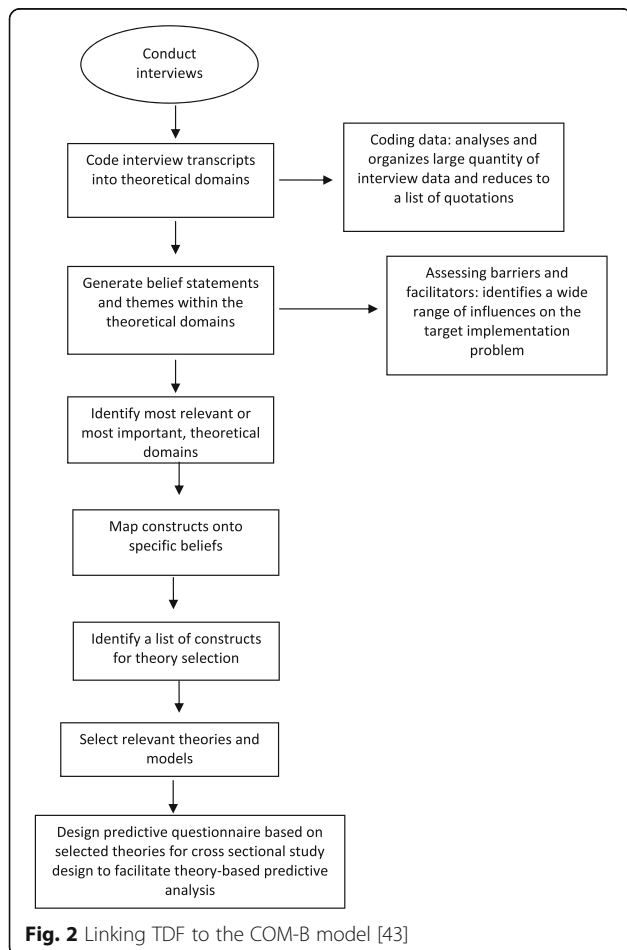 Conduct
interviews
Code interview transcripts
into theoretical domains
Coding data: analyses and
organizes large quantity of
interview data and reduces to
a list of quotations
Generate belief statements
and themes within the
theoretical domains
Assessing barriers and
facilitators: identifies a wide
range of influences on the
target implementation
problem
Identify most relevant or
most important, theoretical
domains
Map constructs onto
specific beliefs
Identify a list of constructs
for theory selection
Select relevant theories and
models
Design predictive questionnaire based on
selected theories for cross sectional study
design to facilitate theory-based predictive
analysis
Fig. 2 Linking TDF to the COM-B model [43]